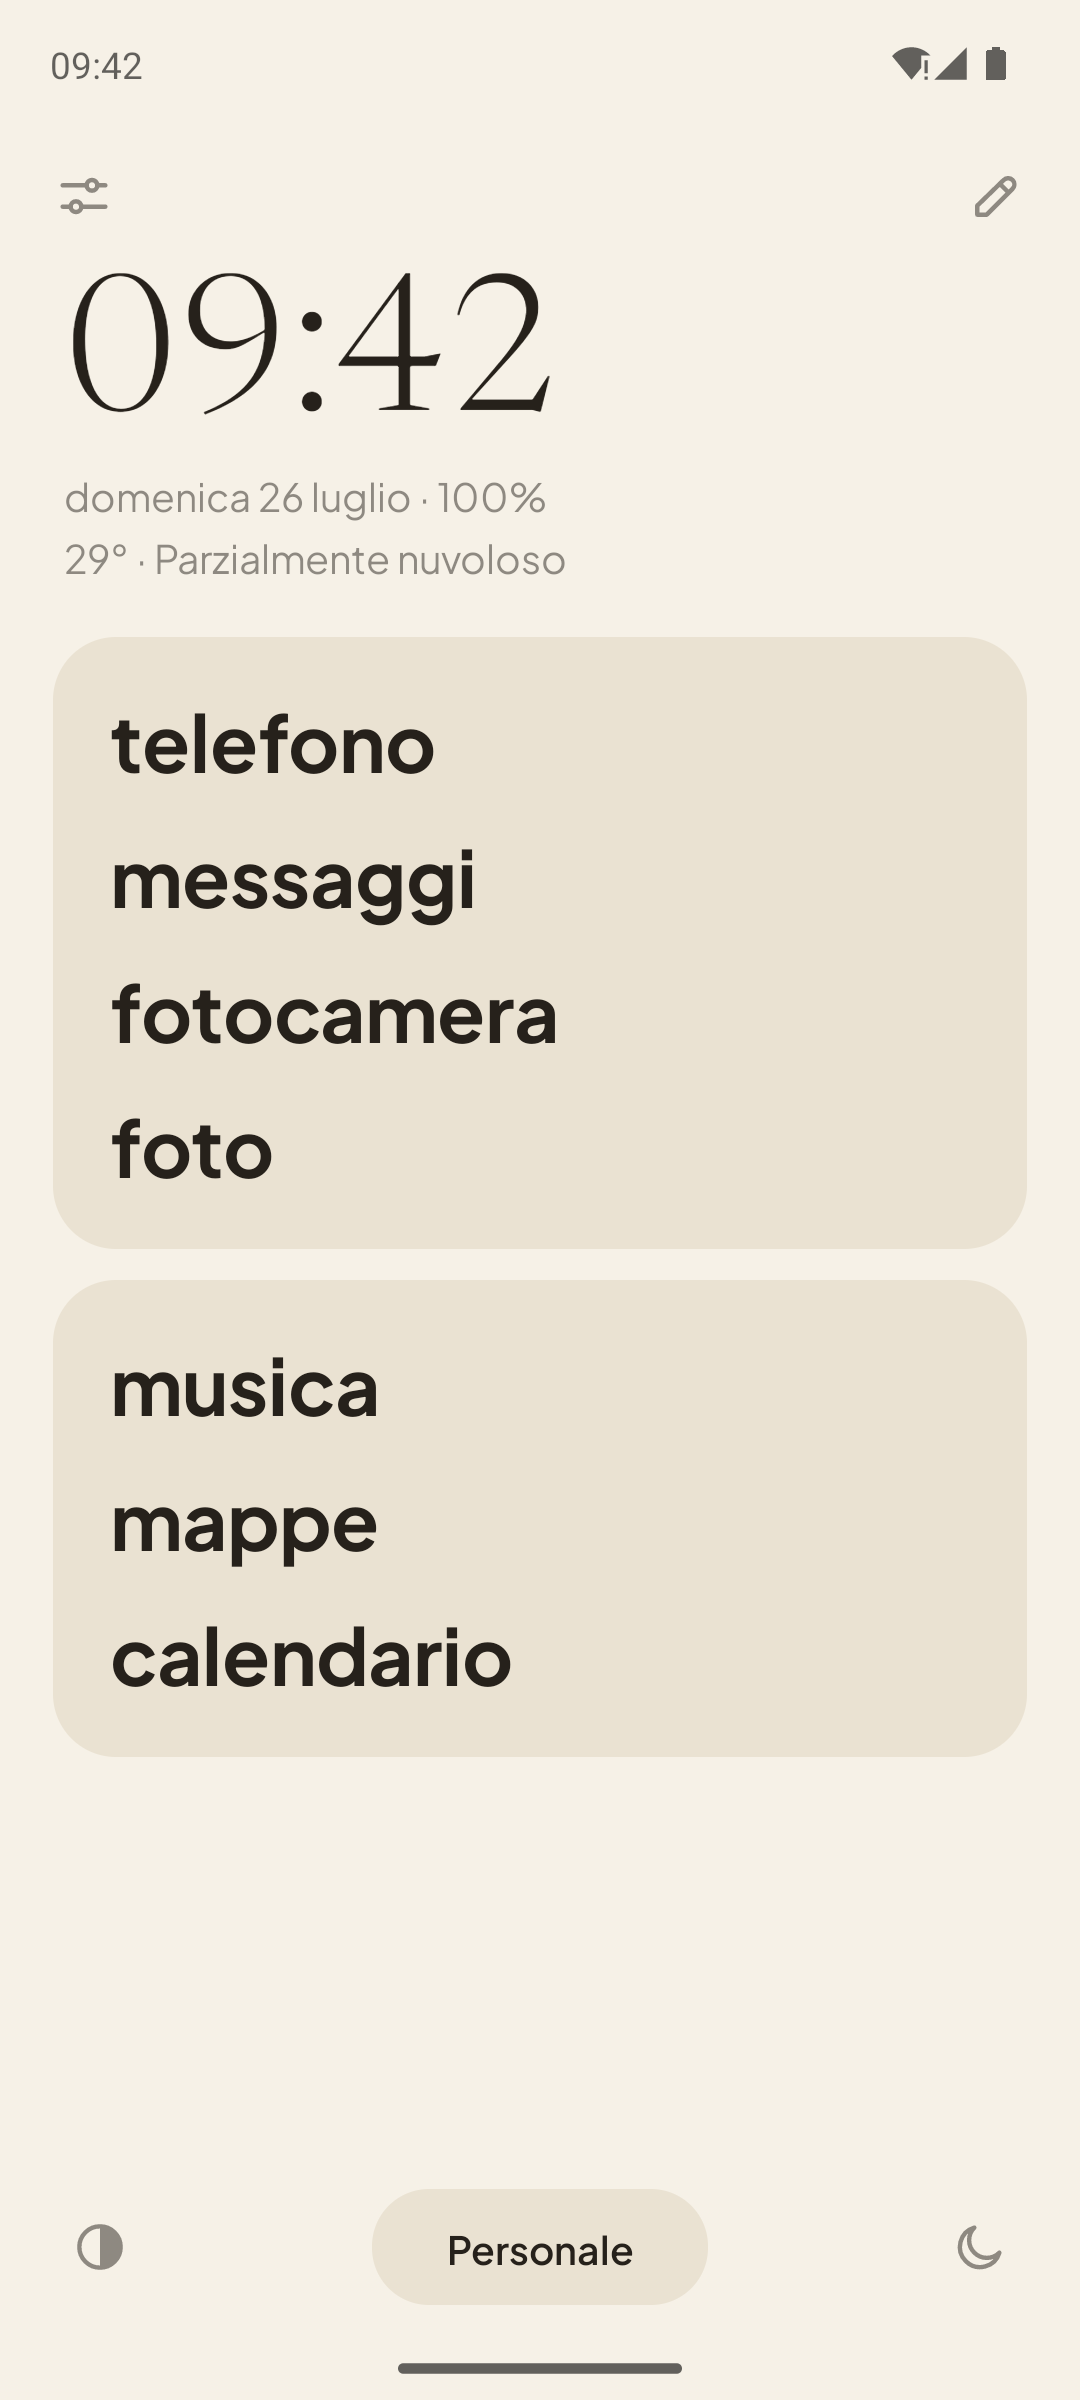 09:42
09:42
domenica 26 luglio · 100%
29° · Parzialmente nuvoloso
telefono
messaggi
fotocamera
foto
musica
mappe
calendario
Personale